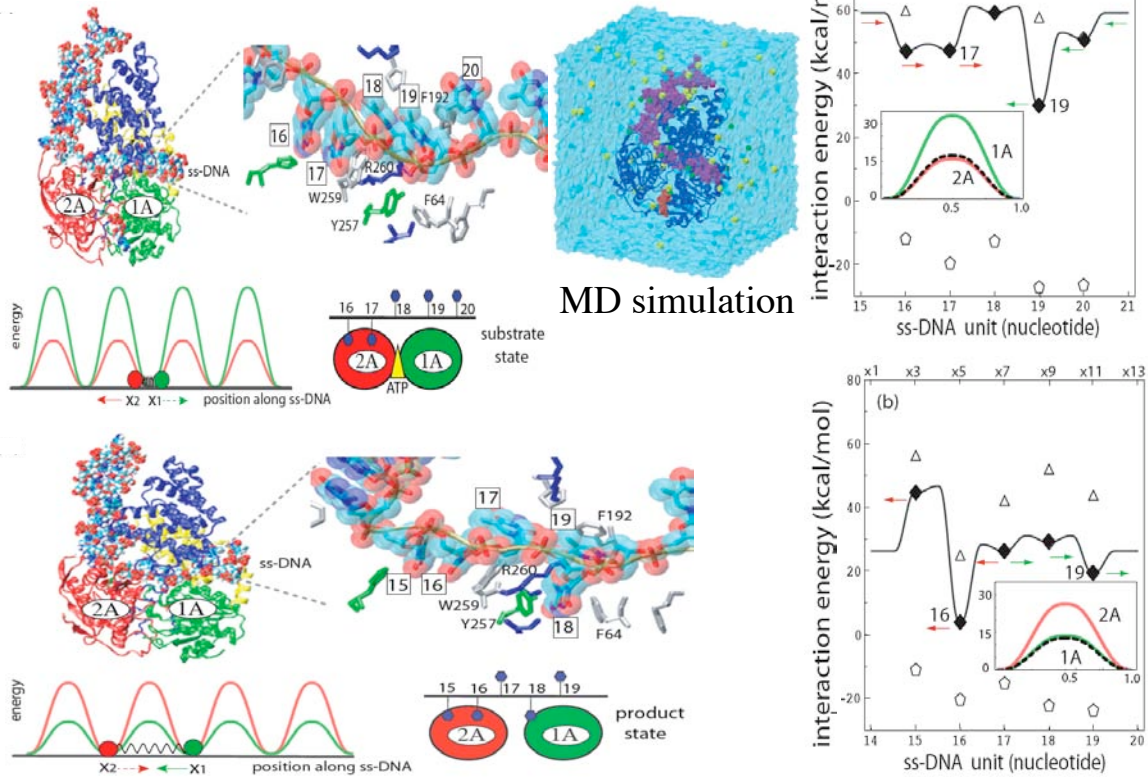 2A
1A
ss-DNA
16
17
18
19
20
F192
R260
W259
Y257
F64
MD simulation
energy
X2
X1
position along ss-DNA
16
17
18
19
20
2A
1A
ATP
substrate
state
60
40
20
0
-20
17
19
30
15
0
1A
2A
0.5
1.0
15
16
17
18
19
20
21
ss-DNA unit (nucleotide)
2A
1A
ss-DNA
15
16
17
18
19
F192
R260
W259
Y257
F64
energy
X2
X1
position along ss-DNA
15
16
17
18
19
2A
1A
product
state
interaction energy (kcal/mol)
x1
x3
x5
x7
x9
x11
x13
80
60
40
20
0
-20
(b)
16
19
30
15
0
2A
1A
0.5
1.0
14
15
16
17
18
19
20
21
ss-DNA unit (nucleotide)